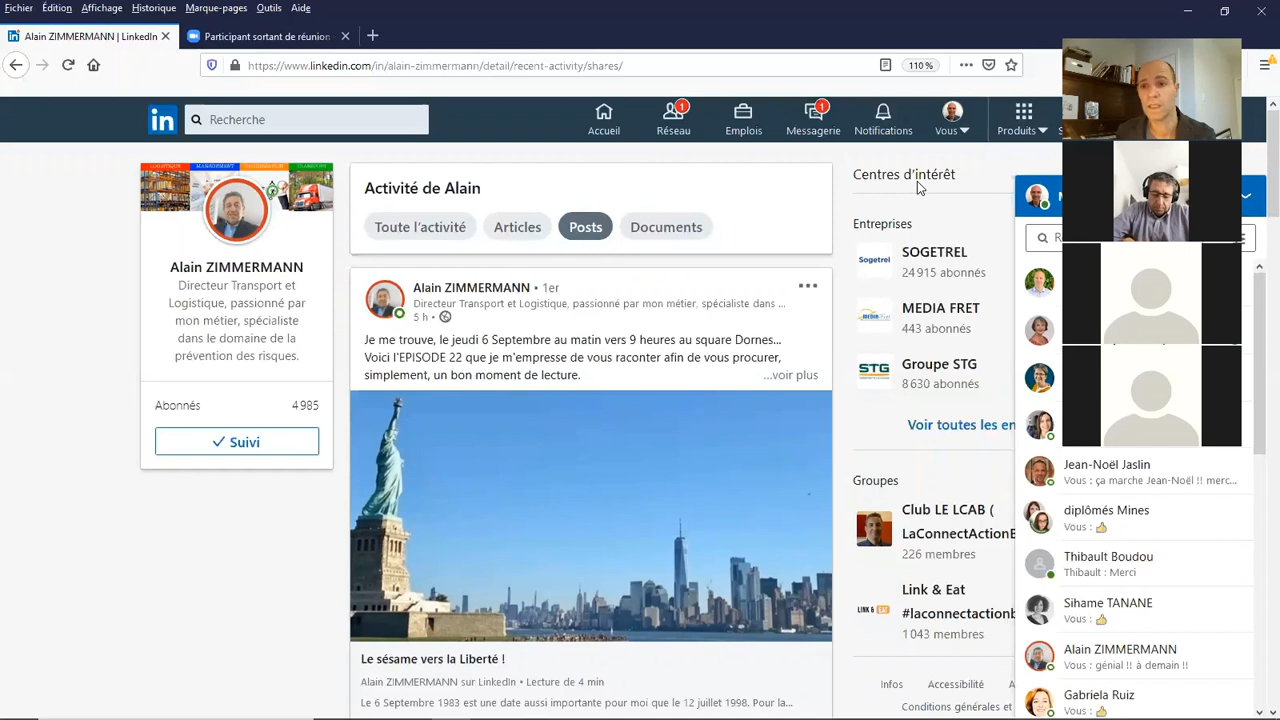 Fichier Édition Affichage Historique Marque-pages Outils Aide
Alain ZIMMERMANN | LinkedIn
Participant sortant de réunion
https://www.linkedin.com/in/alain-zimmermann/detail/recent-activity/shares/
110 %
in
Recherche
Accueil
Réseau
1
Emplois
Messagerie
1
Notifications
Vous
Produits
LOGISTIQUE MANAGEMENT TRANSPORT
Alain ZIMMERMANN
Directeur Transport et
Logistique, passionné par
mon métier, spécialiste
dans le domaine de la
prévention des risques.
Abonnés 4 985
Suivi
Activité de Alain
Toute l'activité Articles Posts Documents
Alain ZIMMERMANN • 1er
Directeur Transport et Logistique, passionné par mon métier, spécialiste dans ...
5 h •
Je me trouve, le jeudi 6 Septembre au matin vers 9 heures au square Dornes...
Voici l'EPISODE 22 que je m'empresse de vous raconter afin de vous procurer,
simplement, un bon moment de lecture.
...voir plus
Le sésame vers la Liberté !
Alain ZIMMERMANN sur LinkedIn • Lecture de 4 min
Le 6 Septembre 1983 est une date aussi importante pour moi que le 12 juillet 1998. Pour la...
Centres d'intérêt
Entreprises
Sogetrel
SOGETREL
24 915 abonnés
MEDIA FRET
443 abonnés
STG
Groupe STG
8 630 abonnés
Voir toutes les en
Groupes
Club LE LCAB (
LaConnectActionB
226 membres
LINK & EAT
Link & Eat
#laconnectactionb
1 043 membres
Infos Accessibilité A
Conditions générales et
M
R
Jean-Noël Jaslin
Vous : ça marche Jean-Noël !! merc...
diplômés Mines
Vous : 👍
Thibault Boudou
Thibault : Merci
Sihame TANANE
Vous : 👍
Alain ZIMMERMANN
Vous : génial !! à demain !!
Gabriela Ruiz
Vous : 👍